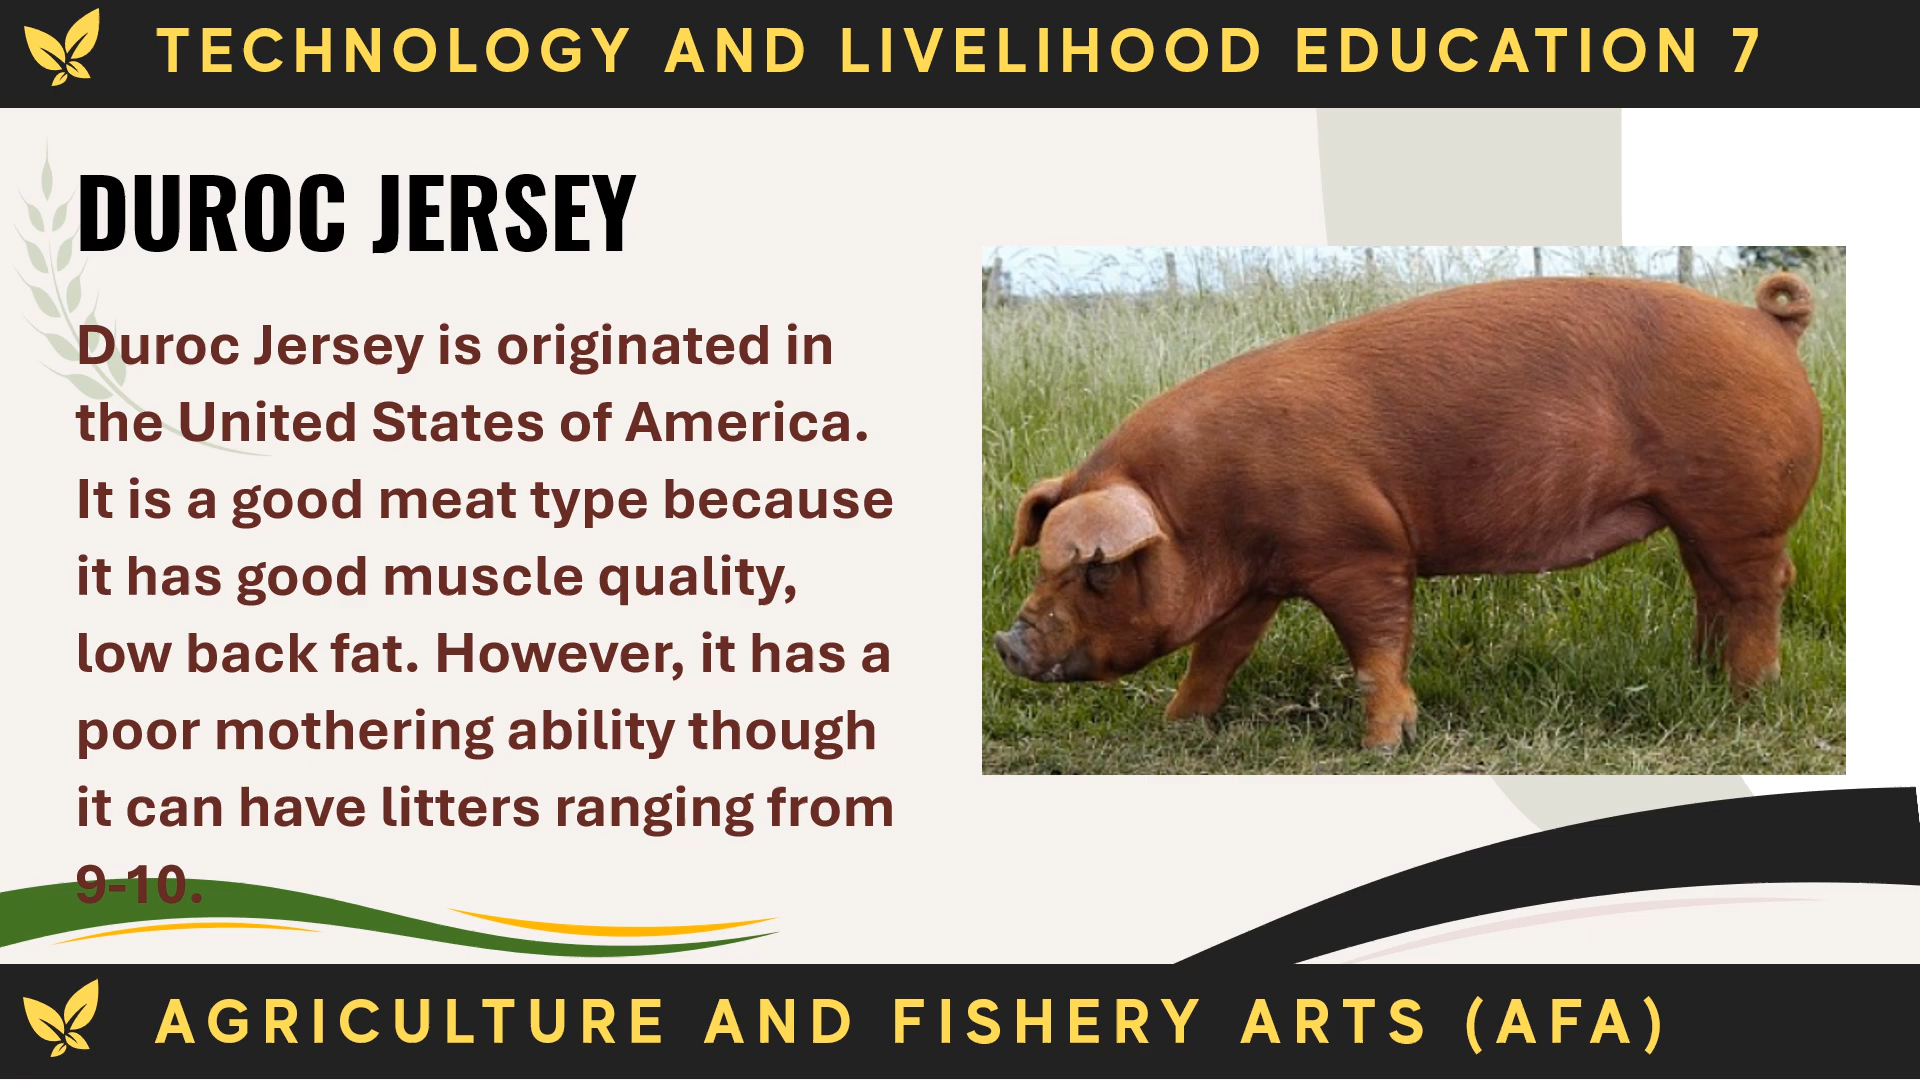 TECHNOLOGY AND LIVELIHOOD EDUCATION 7
DUROC JERSEY
Duroc Jersey is originated in
the United States of America.
It is a good meat type because
it has good muscle quality,
low back fat. However, it has a
poor mothering ability though
it can have litters ranging from
9-10.
AGRICULTURE AND FISHERY ARTS (AFA)